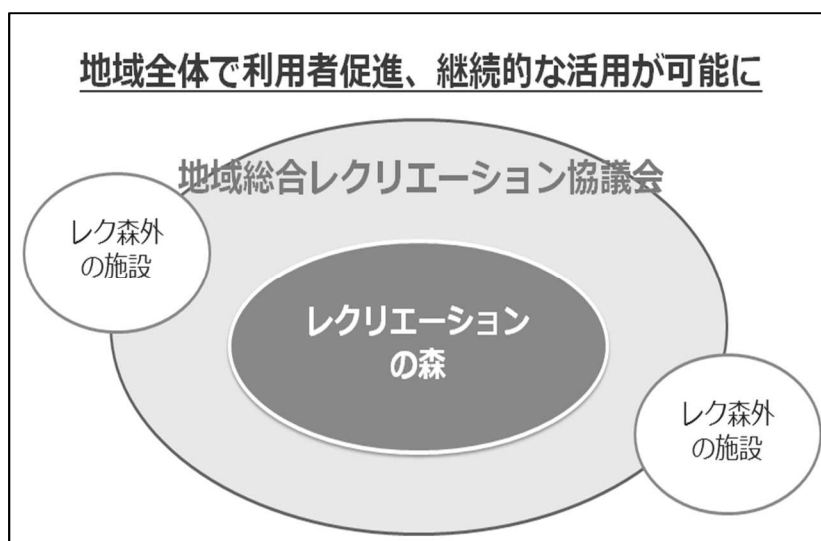 地域全体で利用者促進、継続的な活用が可能に
地域総合レクリエーション協議会
レク森外
の施設
レクリエーション
の森
レク森外
の施設